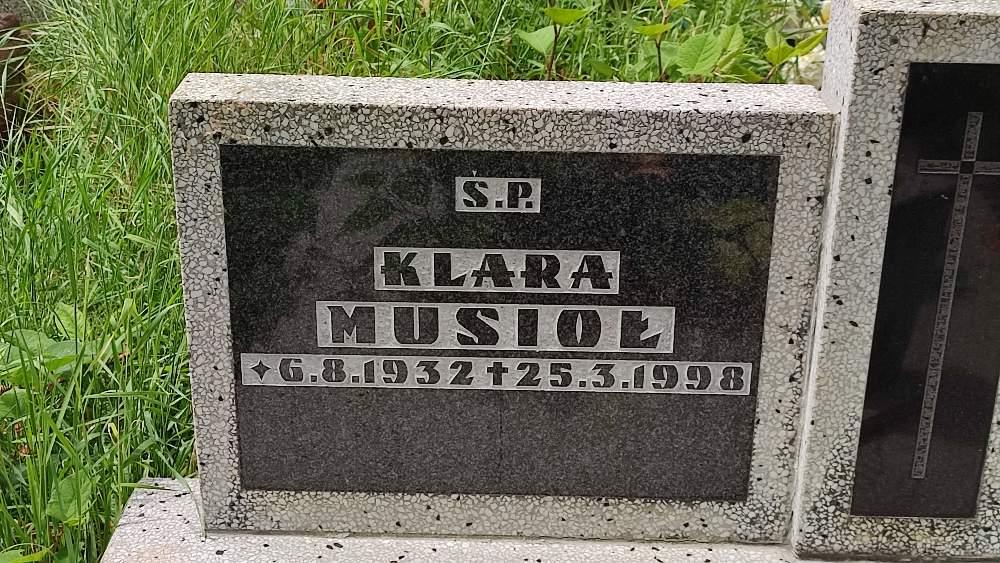 Ś.P.
KLARA
MUSIOŁ
✦6.8.1932✝25.3.1998